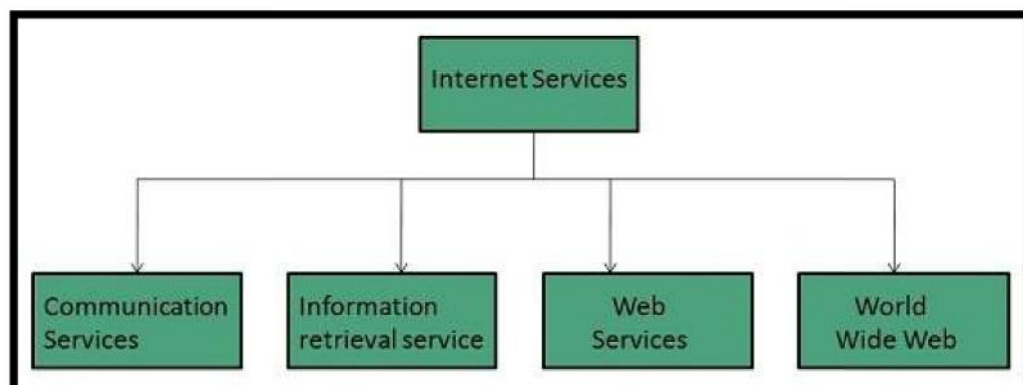 Internet Services
Communication
Services
Information
retrieval service
Web
Services
World
Wide Web